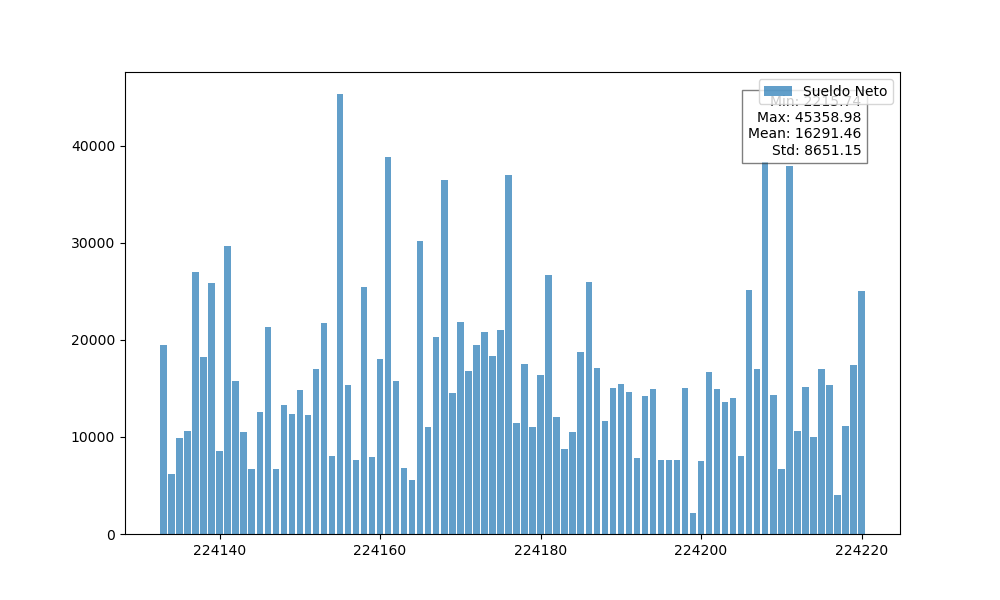 Sueldo Neto
Min: 2215.74
Max: 45358.98
Mean: 16291.46
Std: 8651.15
40000
30000
20000
10000
0
224140 224160 224180 224200 224220